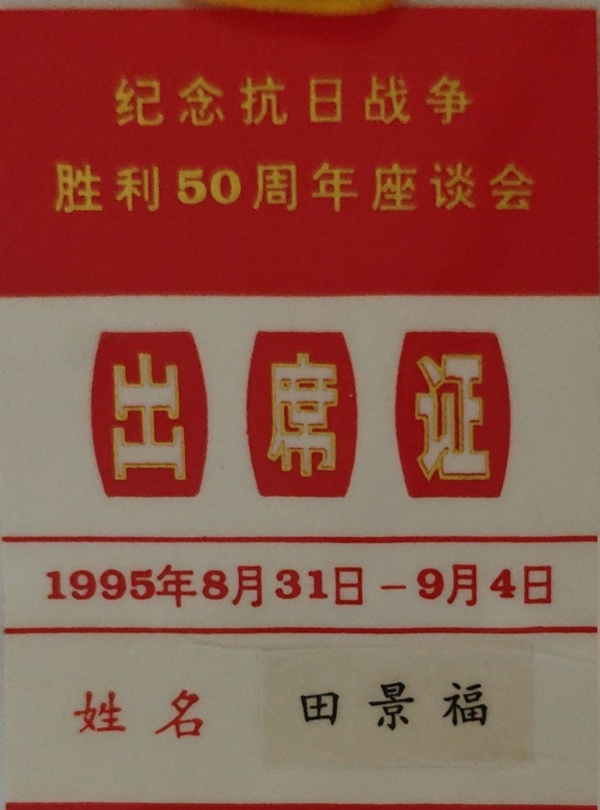 纪念抗日战争
胜利50周年座谈会
出席证
1995年8月31日－9月4日
姓名 田景福